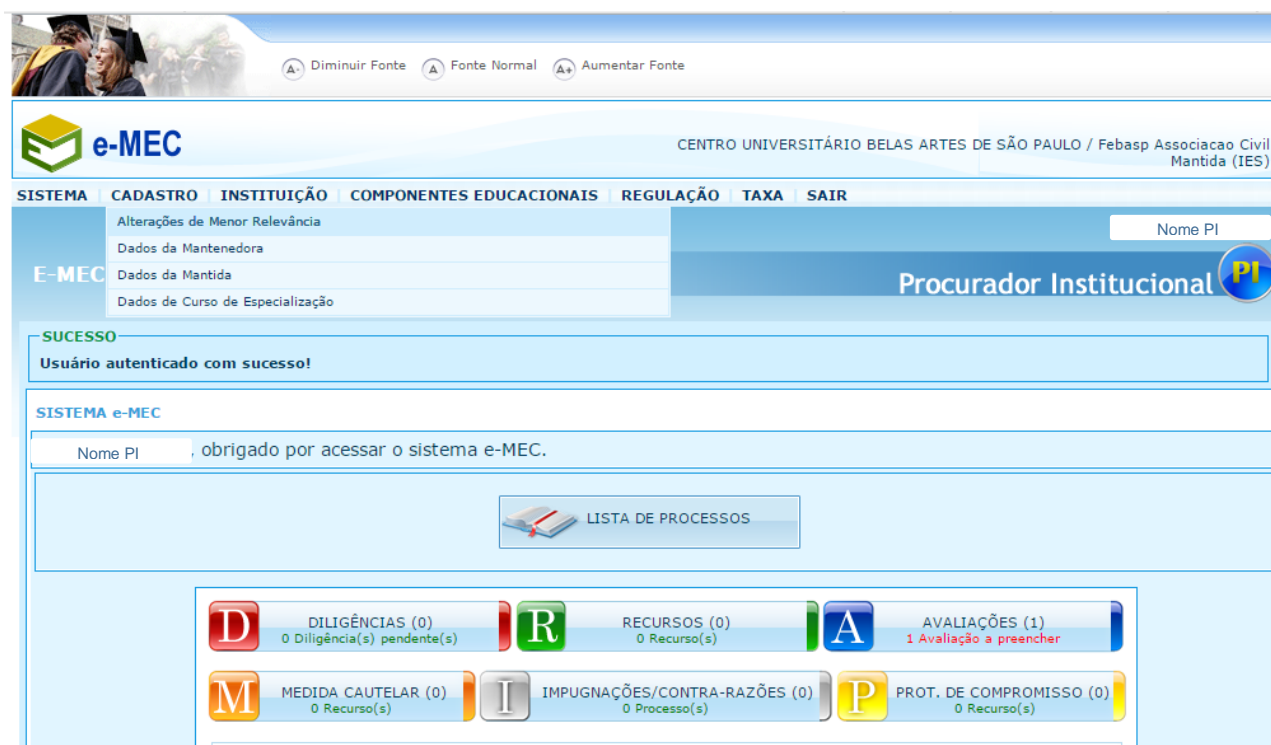 A- Diminuir Fonte A Fonte Normal A+ Aumentar Fonte
e-MEC
CENTRO UNIVERSITÁRIO BELAS ARTES DE SÃO PAULO / Febasp Associacao Civil
Mantida (IES)
SISTEMA CADASTRO INSTITUIÇÃO COMPONENTES EDUCACIONAIS REGULAÇÃO TAXA SAIR
Alterações de Menor Relevância
Nome PI
Dados da Mantenedora
E-MEC
Dados da Mantida
Procurador Institucional PI
Dados de Curso de Especialização
SUCESSO
Usuário autenticado com sucesso!
SISTEMA e-MEC
Nome PI , obrigado por acessar o sistema e-MEC.
LISTA DE PROCESSOS
D DILIGÊNCIAS (0)
0 Diligência(s) pendente(s)
R RECURSOS (0)
0 Recurso(s)
A AVALIAÇÕES (1)
1 Avaliação a preencher
M MEDIDA CAUTELAR (0)
0 Recurso(s)
I IMPUGNAÇÕES/CONTRA-RAZÕES (0)
0 Processo(s)
P PROT. DE COMPROMISSO (0)
0 Recurso(s)